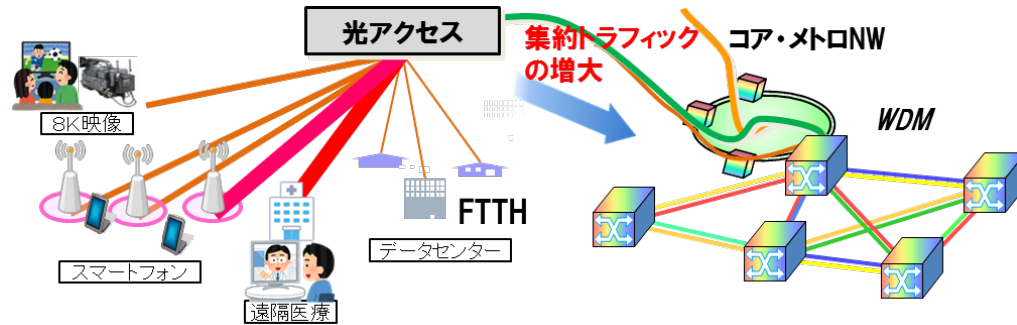 光アクセス
集約トラフィック
の増大
コア・メトロNW
WDM
8K映像
FTTH
データセンター
スマートフォン
遠隔医療